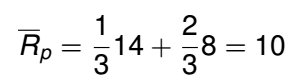 R̅ₚ = 1/3 14 + 2/3 8 = 10